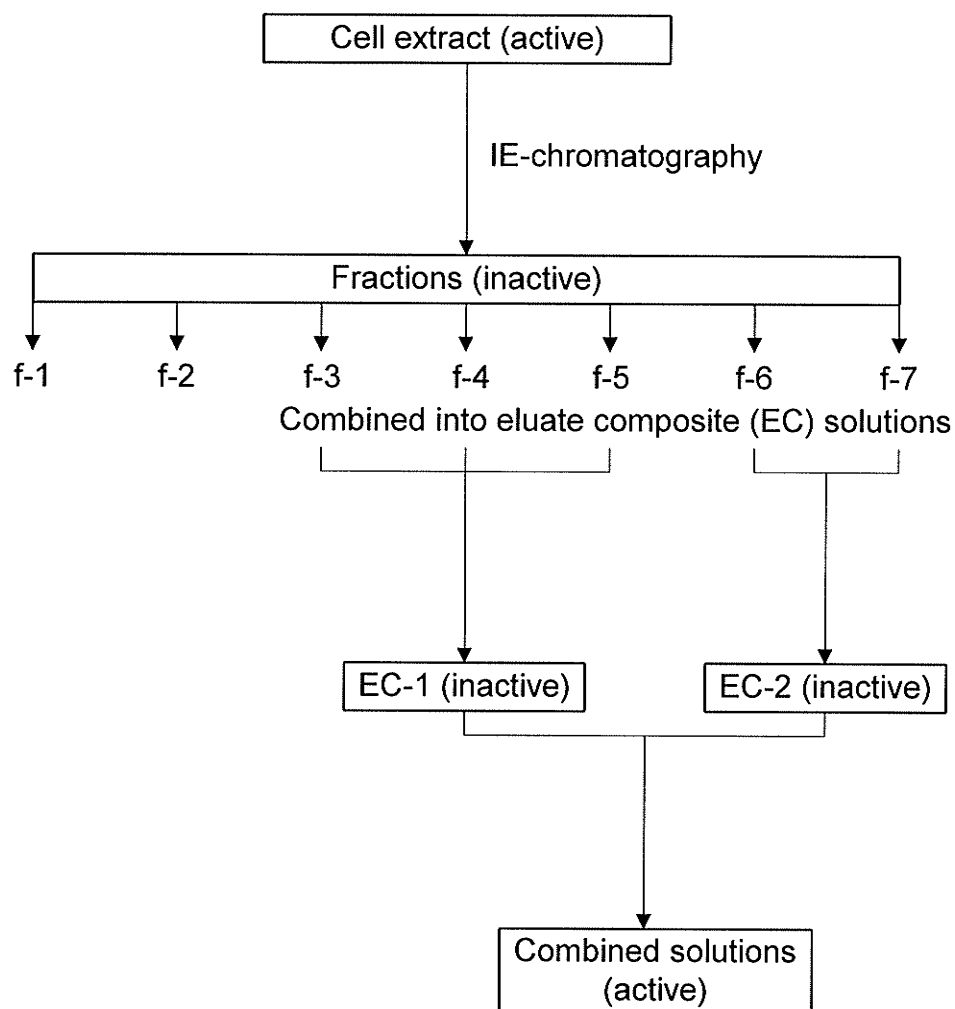 Cell extract (active)
IE-chromatography
Fractions (inactive)
f-1 f-2 f-3 f-4 f-5 f-6 f-7
Combined into eluate composite (EC) solutions
EC-1 (inactive) EC-2 (inactive)
Combined solutions
(active)